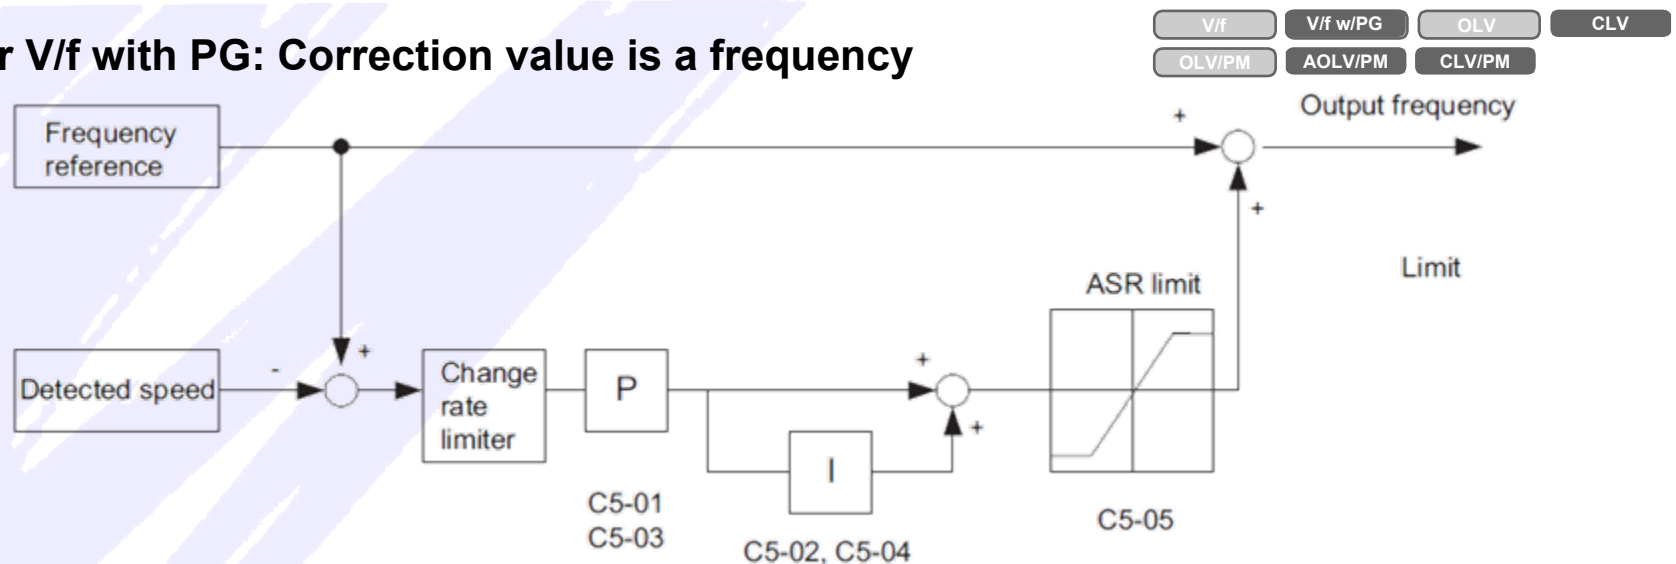 V/f V/f w/PG OLV CLV
r V/f with PG: Correction value is a frequency
OLV/PM AOLV/PM CLV/PM
Output frequency
+
Frequency
reference
+
Limit
ASR limit
+
-
Detected speed
Change
rate
limiter
P
+
+
I
C5-01
C5-03
C5-02, C5-04
C5-05